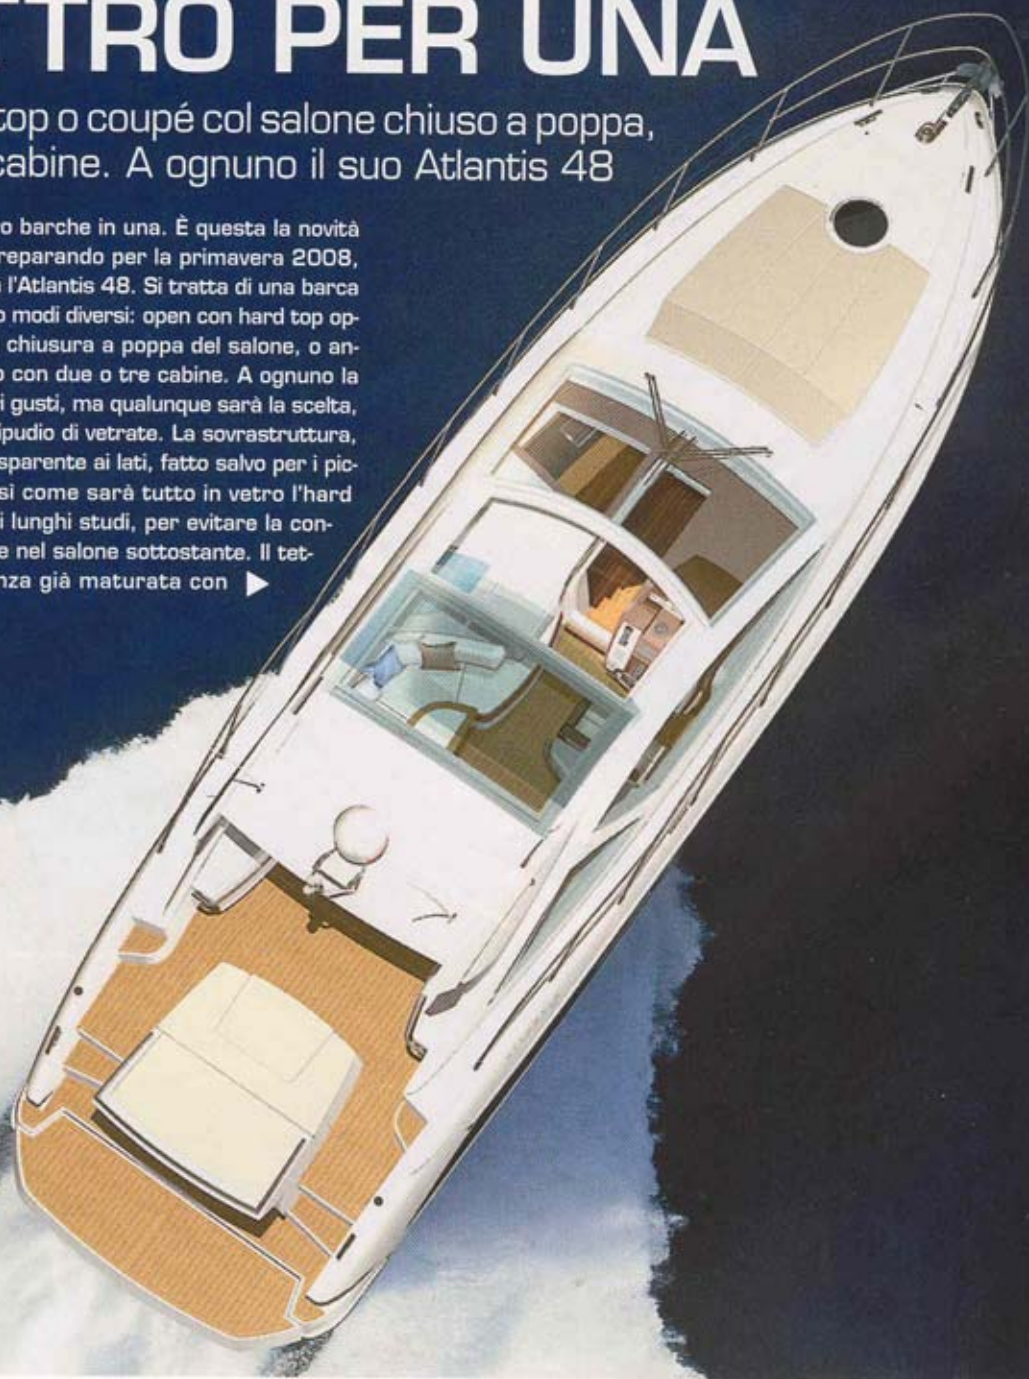 TTRO PER UNA
top o coupé col salone chiuso a poppa,
cabine. A ognuno il suo Atlantis 48
o barche in una. È questa la novità
reparando per la primavera 2008,
l'Atlantis 48. Si tratta di una barca
o modi diversi: open con hard top op-
chiusura a poppa del salone, o an-
o con due o tre cabine. A ognuno la
i gusti, ma qualunque sarà la scelta,
ipudio di vetrate. La sovrastruttura,
sparente ai lati, fatto salvo per i pic-
si come sarà tutto in vetro l'hard
i lunghi studi, per evitare la con-
e nel salone sottostante. Il tet-
nza già maturata con